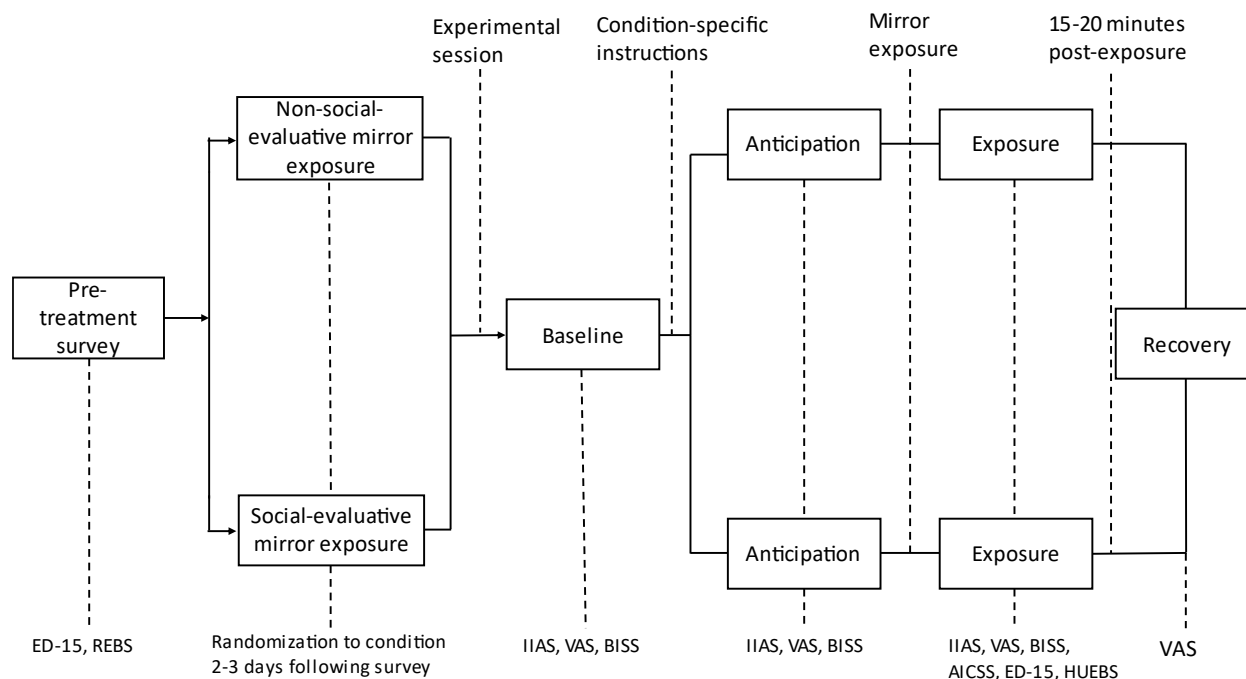 Experimental
session
Condition-specific
instructions
Mirror
exposure
15-20 minutes
post-exposure
Non-social-
evaluative mirror
exposure
Anticipation
Exposure
Pre-
treatment
survey
Baseline
Recovery
Social-evaluative
mirror exposure
Anticipation
Exposure
ED-15, REBS
Randomization to condition
2-3 days following survey
IIAS, VAS, BISS
IIAS, VAS, BISS
IIAS, VAS, BISS,
AICSS, ED-15, HUEBS
VAS